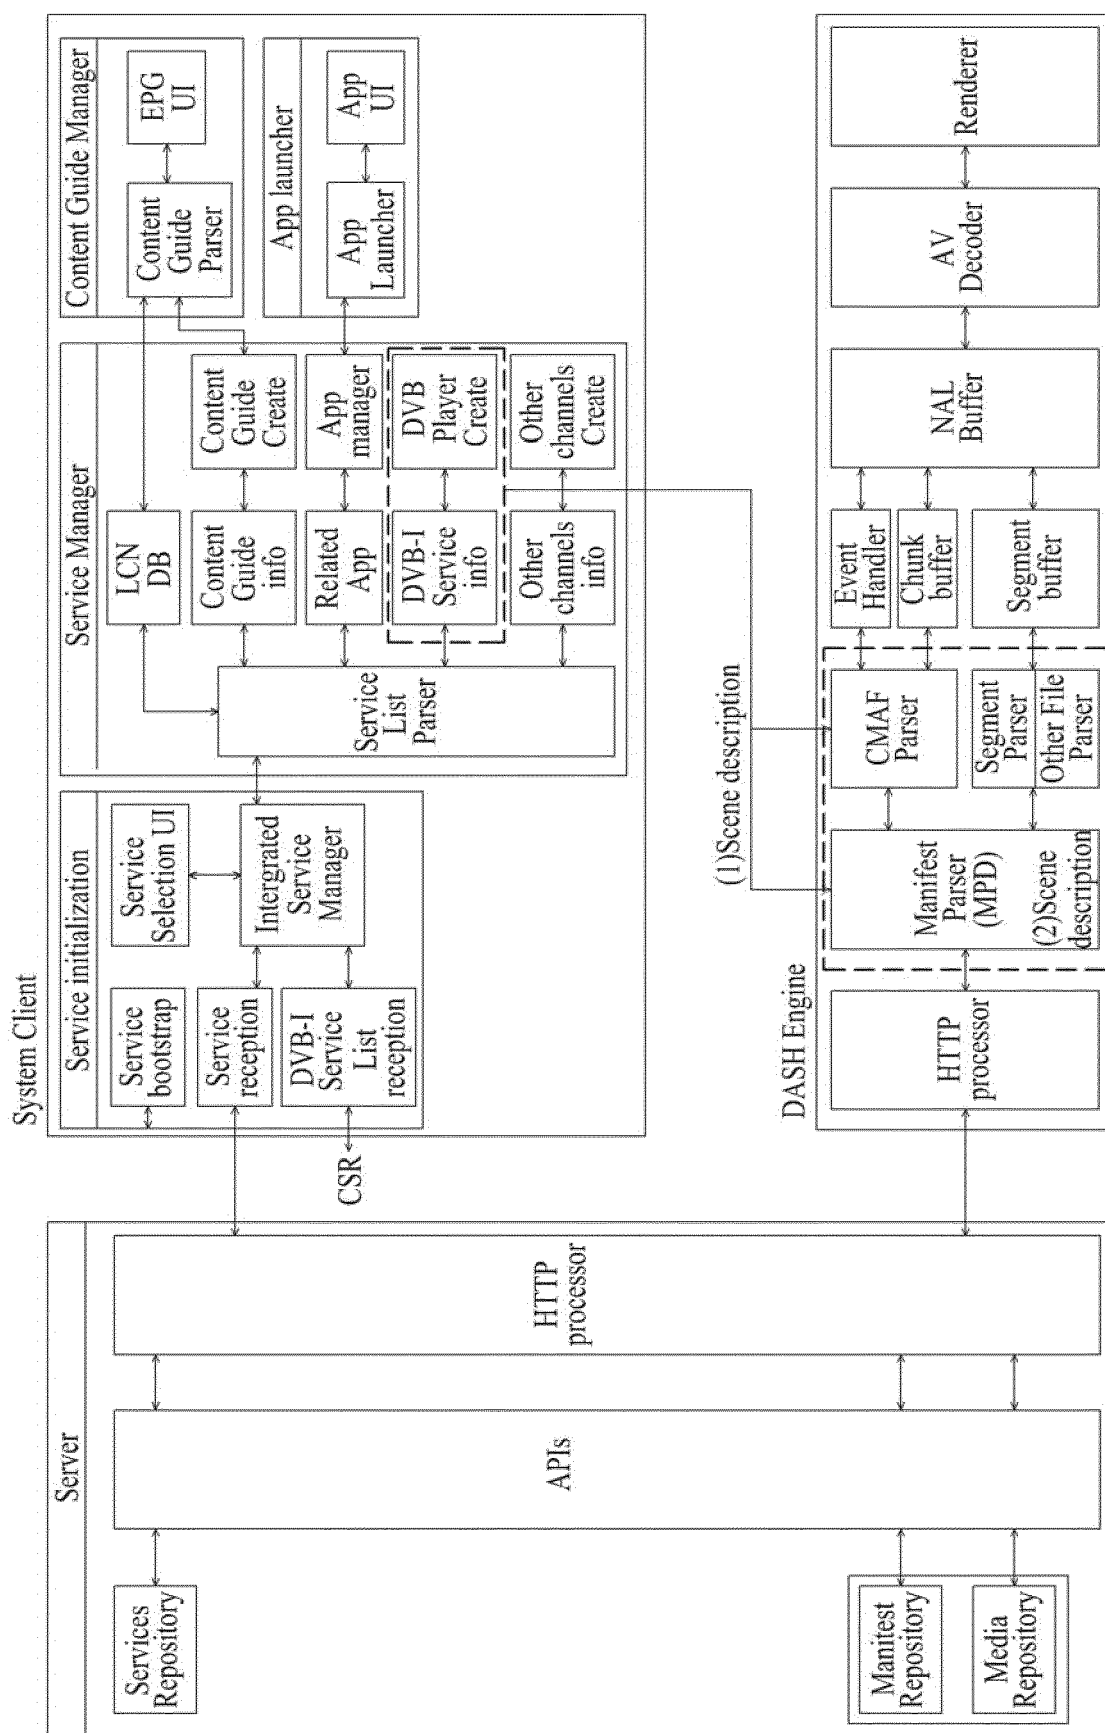 Server
Services
Repository
Manitest
Repository
Media
Repository
APIs
HTTP
processor
System Client
CSR
Service initialization
Service
bootstrap
Service
reception
DVB-I
Service
List
reception
Service
Selection UI
Intergrated
Service
Manager
Service Manager
Service
List
Parser
LCN
DB
Content
Guide
info
Related
App
DVB-I
Service
info
Other
channels
info
Content
Guide
Create
App
manager
DVB
Player
Create
Other
channels
Create
Content Guide Manager
Content
Guide
Parser
EPG
UI
App launcher
App
Launcher
App
UI
(1)Scene description
DASH Engine
HTTP
processor
Manifest
Parser
(MPD)
(2)Scene
description
CMAF
Parser
Segment
Parser
Other File
Parser
Event
Handler
Chunk
buffer
Segment
buffer
NAL
Buffer
AV
Decoder
Renderer